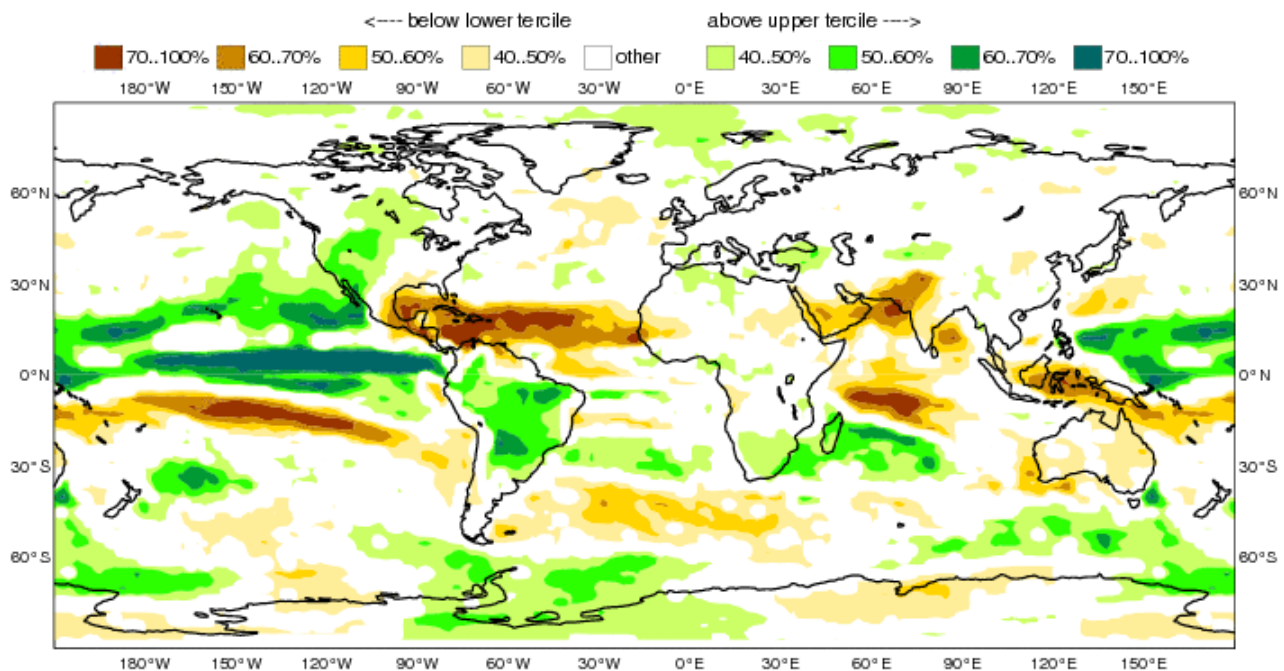 <---- below lower tercile above upper tercile ---->
70..100% 60..70% 50..60% 40..50% other 40..50% 50..60% 60..70% 70..100%
180°W 150°W 120°W 90°W 60°W 30°W 0°E 30°E 60°E 90°E 120°E 150°E
60°N 60°N
30°N 30°N
0°N 0°N
30°S 30°S
60°S 60°S
180°W 150°W 120°W 90°W 60°W 30°W 0°E 30°E 60°E 90°E 120°E 150°E